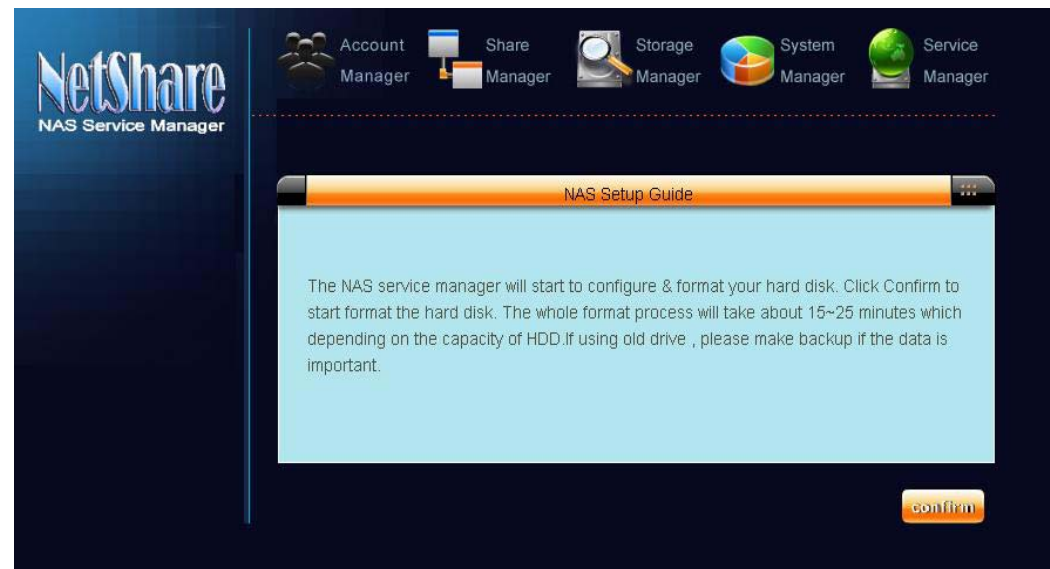 NetShare
NAS Service Manager
Account
Manager
Share
Manager
Storage
Manager
System
Manager
Service
Manager
NAS Setup Guide
The NAS service manager will start to configure & format your hard disk. Click Confirm to
start format the hard disk. The whole format process will take about 15~25 minutes which
depending on the capacity of HDD.If using old drive , please make backup if the data is
important.
confirm